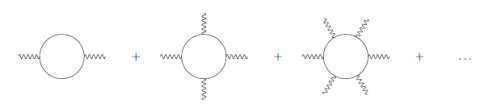 + + + ...